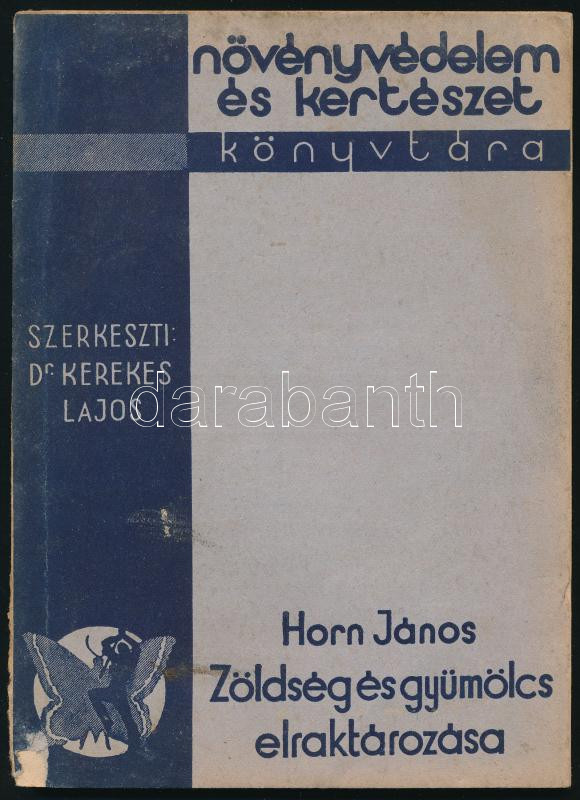 növényvédelem
és kertészet
könyvtára
SZERKESZTI:
Dr KEREKES
LAJOS
darabanth
Horn János
Zöldség és gyümölcs
elraktározása